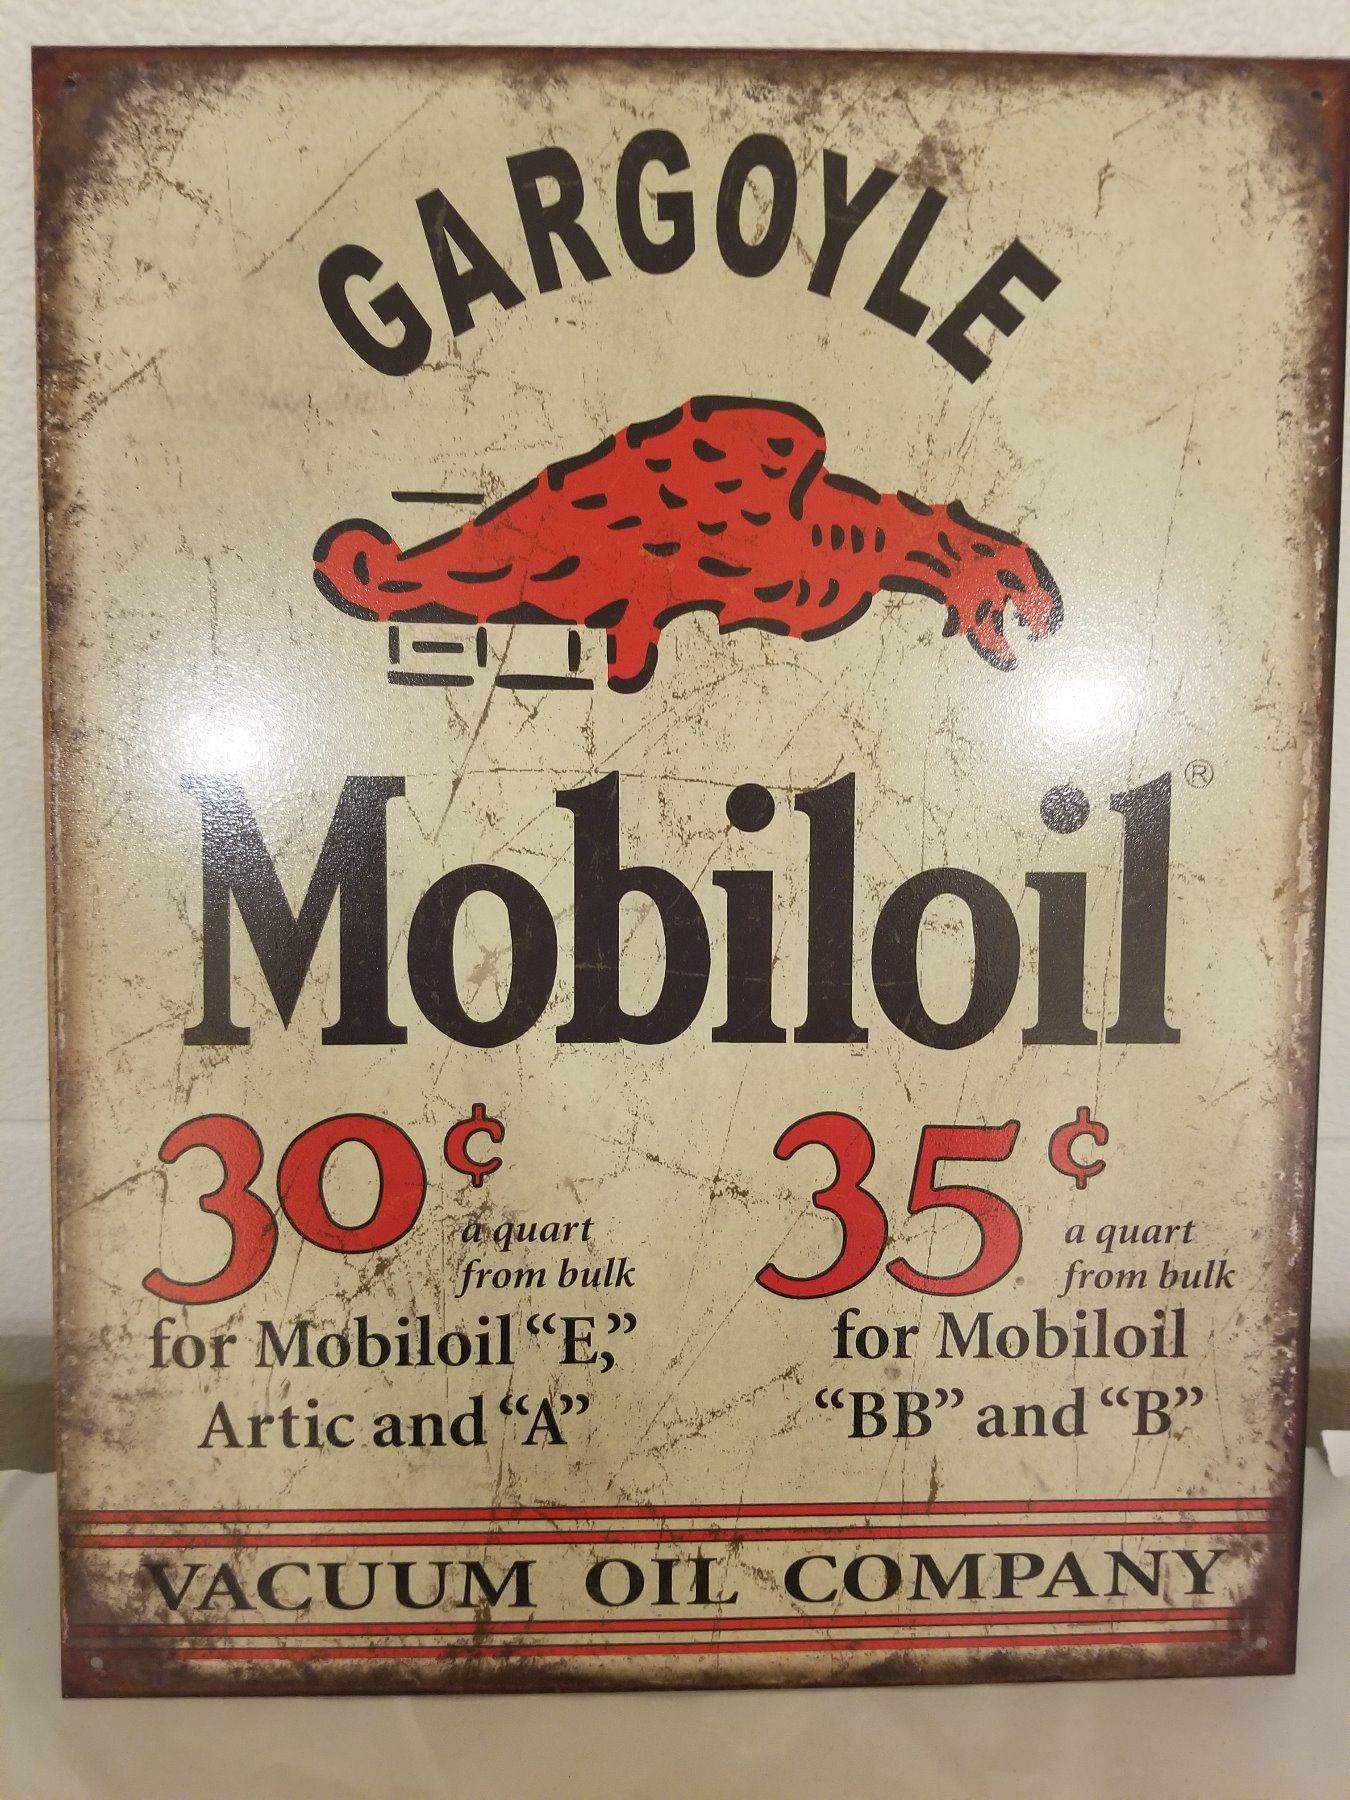 GARGOYLE
Mobiloil®
30¢ a quart
from bulk
for Mobiloil “E,”
Artic and “A”
35¢ a quart
from bulk
for Mobiloil
“BB” and “B”
VACUUM OIL COMPANY